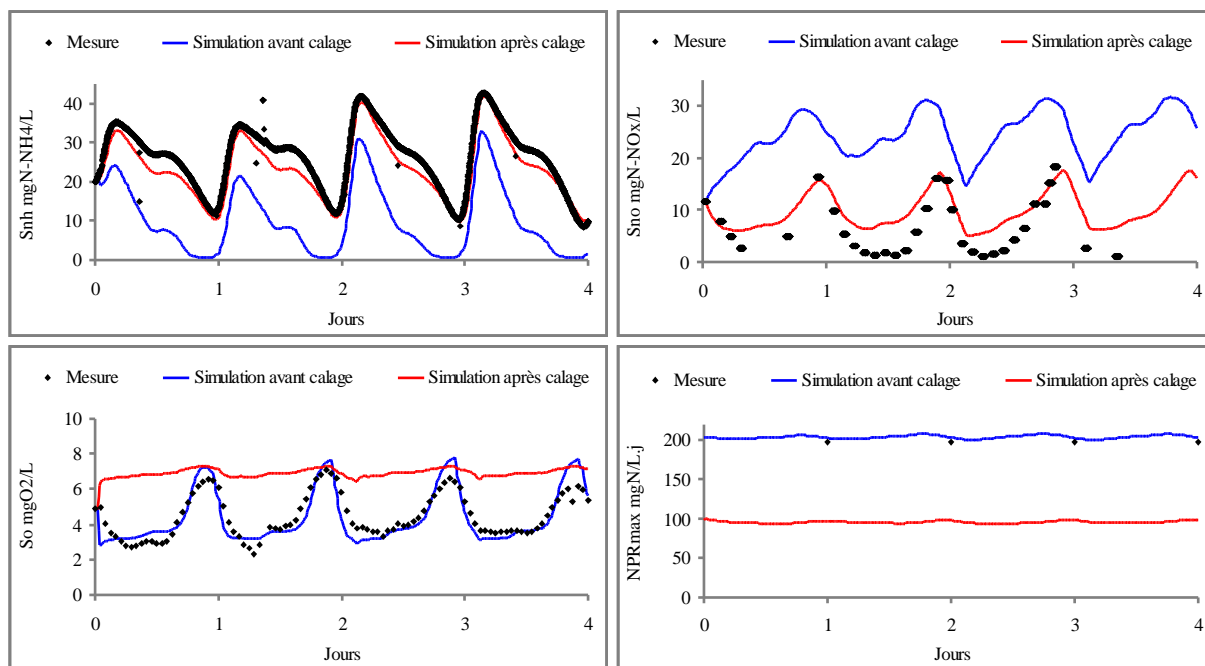 Mesure Simulation avant calage Simulation après calage
Snh mgN-NH4/L
40
30
20
10
0
0 1 2 3 4
Jours
Mesure Simulation avant calage Simulation après calage
Sno mgN-NOx/L
30
20
10
0
0 1 2 3 4
Jours
Mesure Simulation avant calage Simulation après calage
So mgO2/L
10
8
6
4
2
0
0 1 2 3 4
Jours
Mesure Simulation avant calage Simulation après calage
NPRmax mgN/L.j
200
150
100
50
0
0 1 2 3 4
Jours